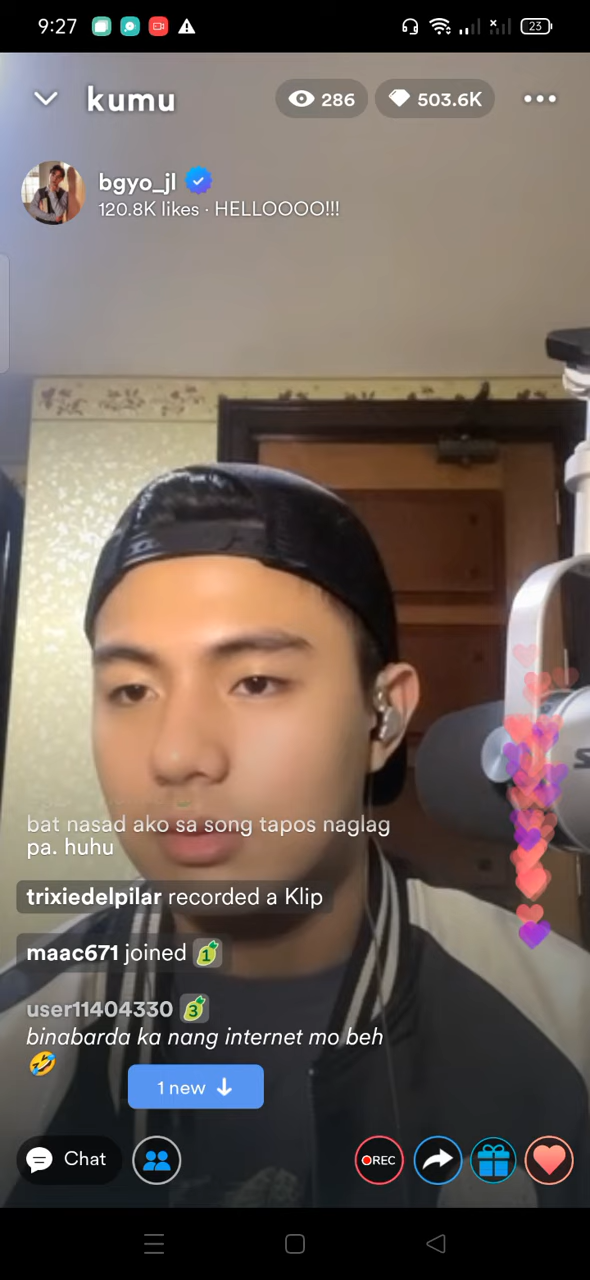 9:27
23
kumu
286
503.6K
bgyo_jl
120.8K likes · HELLOOOO!!!
bat nasad ako sa song tapos naglag
pa. huhu
trixiedelpilar recorded a Klip
maac671 joined 1
user11404330 3
binabarda ka nang internet mo beh
1 new
Chat
REC